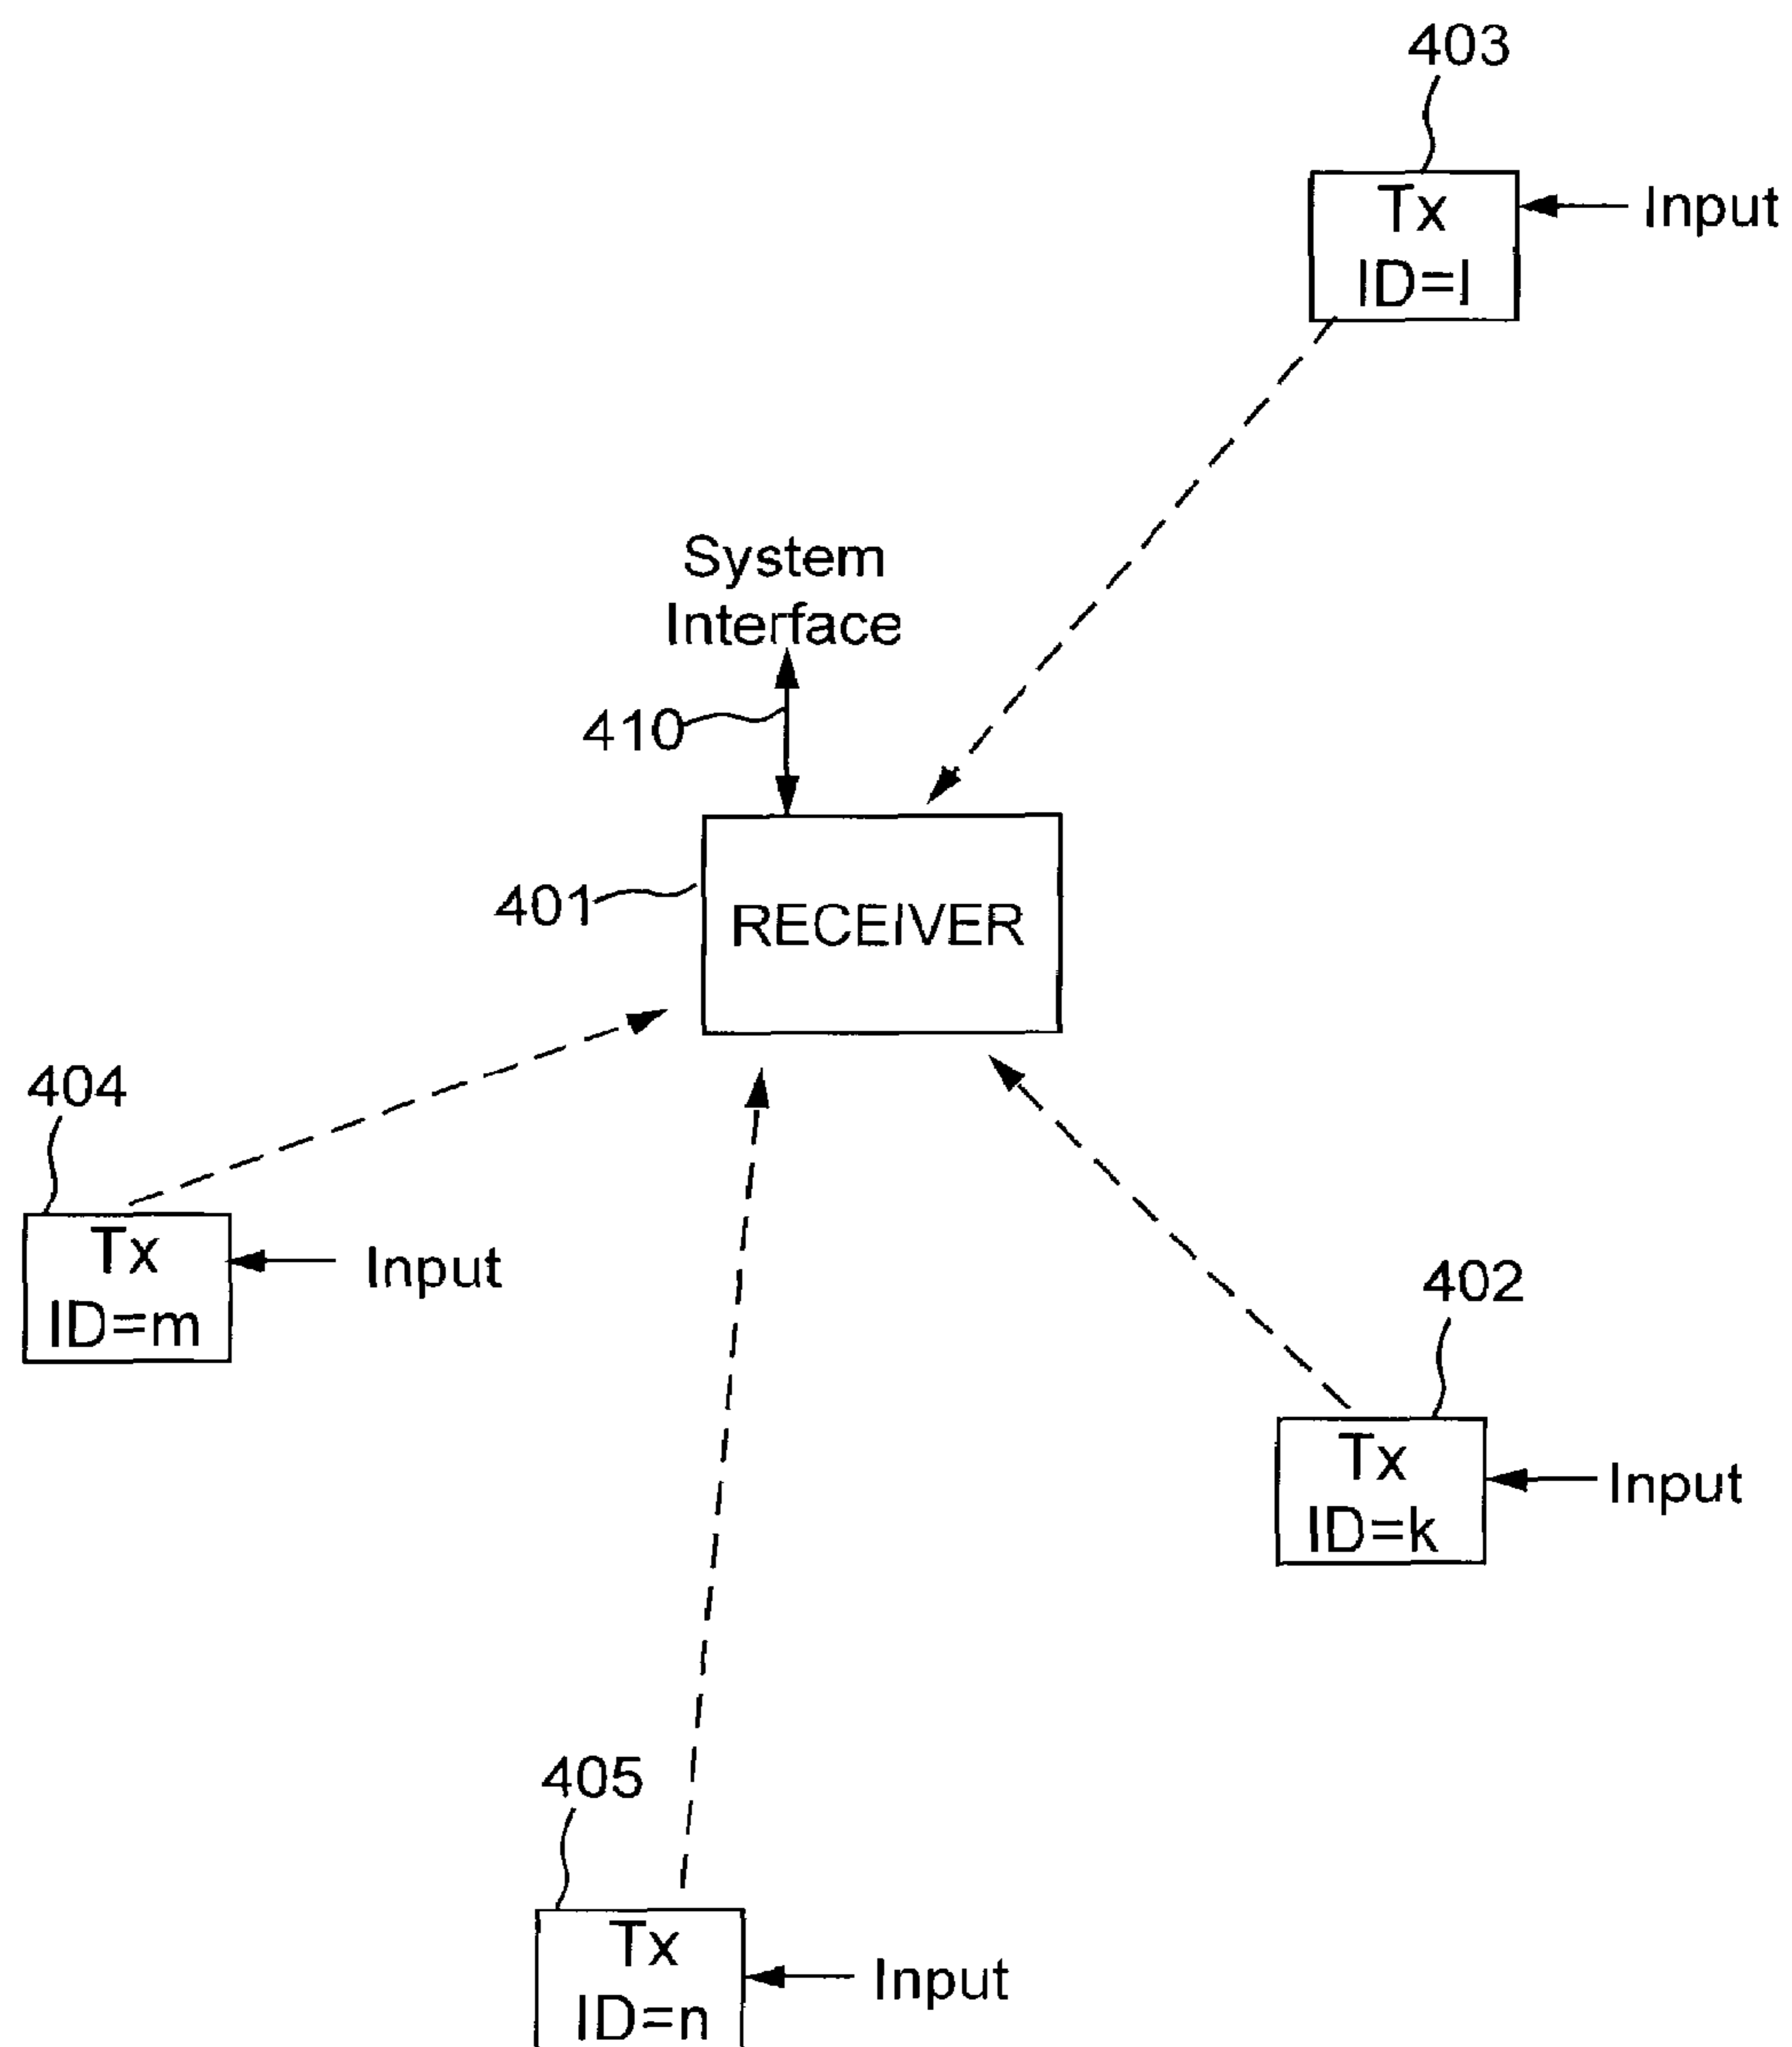 403
Tx
ID=l
Input
System
Interface
410
401
RECEIVER
404
Tx
ID=m
Input
402
Tx
ID=k
Input
405
Tx
ID=n
Input